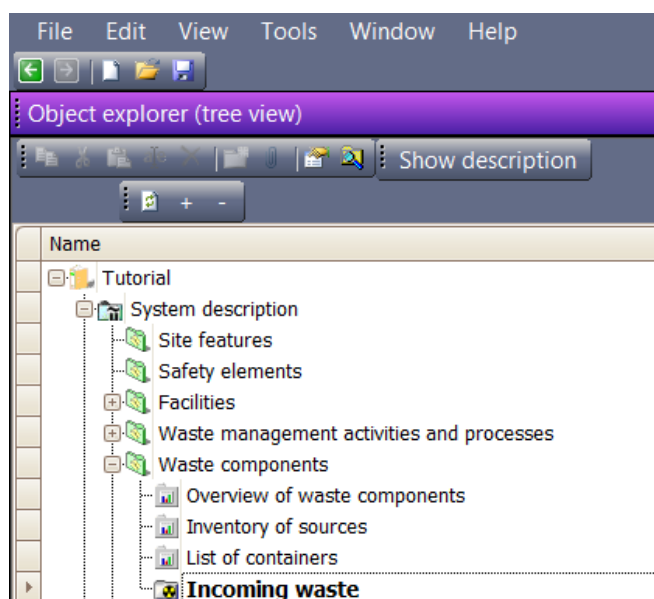 File Edit View Tools Window Help
Object explorer (tree view)
Show description
+ -
Name
Tutorial
System description
Site features
Safety elements
Facilities
Waste management activities and processes
Waste components
Overview of waste components
Inventory of sources
List of containers
Incoming waste